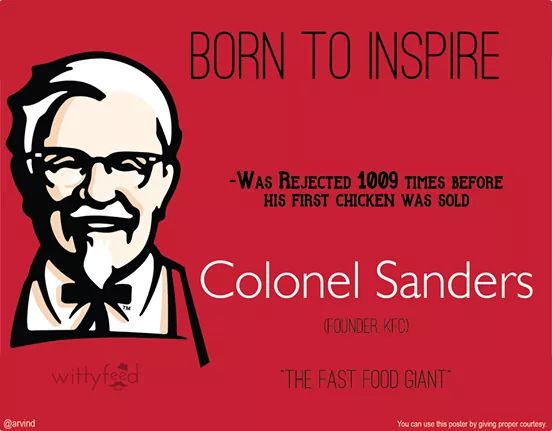 BORN TO INSPIRE
-WAS REJECTED 1009 TIMES BEFORE
HIS FIRST CHICKEN WAS SOLD
Colonel Sanders
(FOUNDER, KFC)
"THE FAST FOOD GIANT"
TM
wittyfeed
@arvind
You can use this poster by giving proper courtesy.